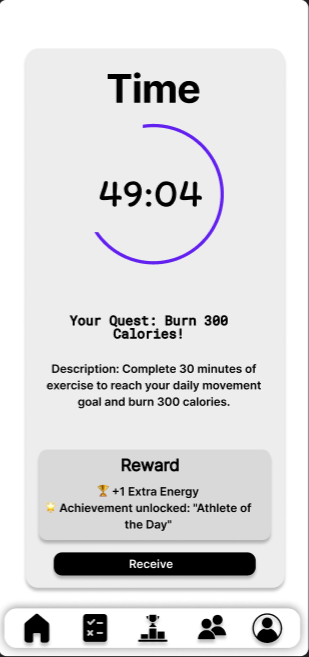 Time
49:04
Your Quest: Burn 300
Calories!
Description: Complete 30 minutes of
exercise to reach your daily movement
goal and burn 300 calories.
Reward
🏆 +1 Extra Energy
🌟 Achievement unlocked: "Athlete of
the Day"
Receive